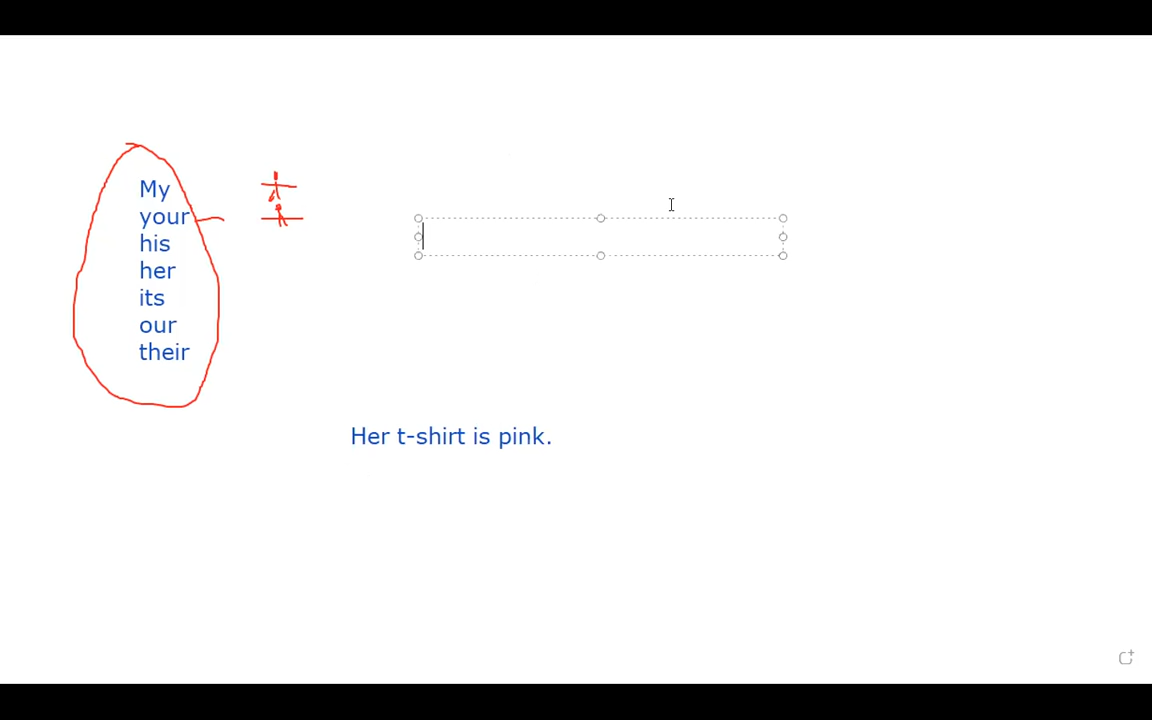 My
your
his
her
its
our
their
Her t-shirt is pink.